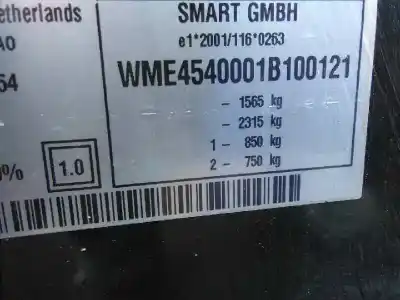 etherlands
SMART GMBH
e1*2001/116*0263
WME4540001B100121
54
- 1565 kg
- 2315 kg
1 - 850 kg
2 - 750 kg
%
1.0